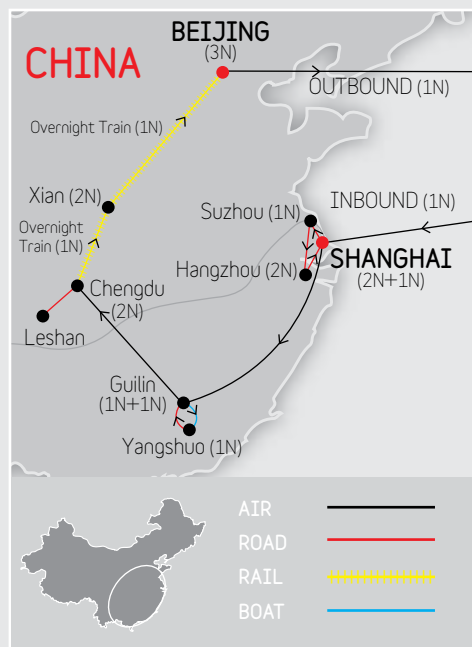 BEIJING
(3N)
CHINA
OUTBOUND (1N)
Overnight Train (1N)
Xian (2N)
Suzhou (1N)
INBOUND (1N)
Overnight
Train (1N)
SHANGHAI
(2N+1N)
Hangzhou (2N)
Chengdu
(2N)
Leshan
Guilin
(1N+1N)
Yangshuo (1N)
AIR
ROAD
RAIL
BOAT